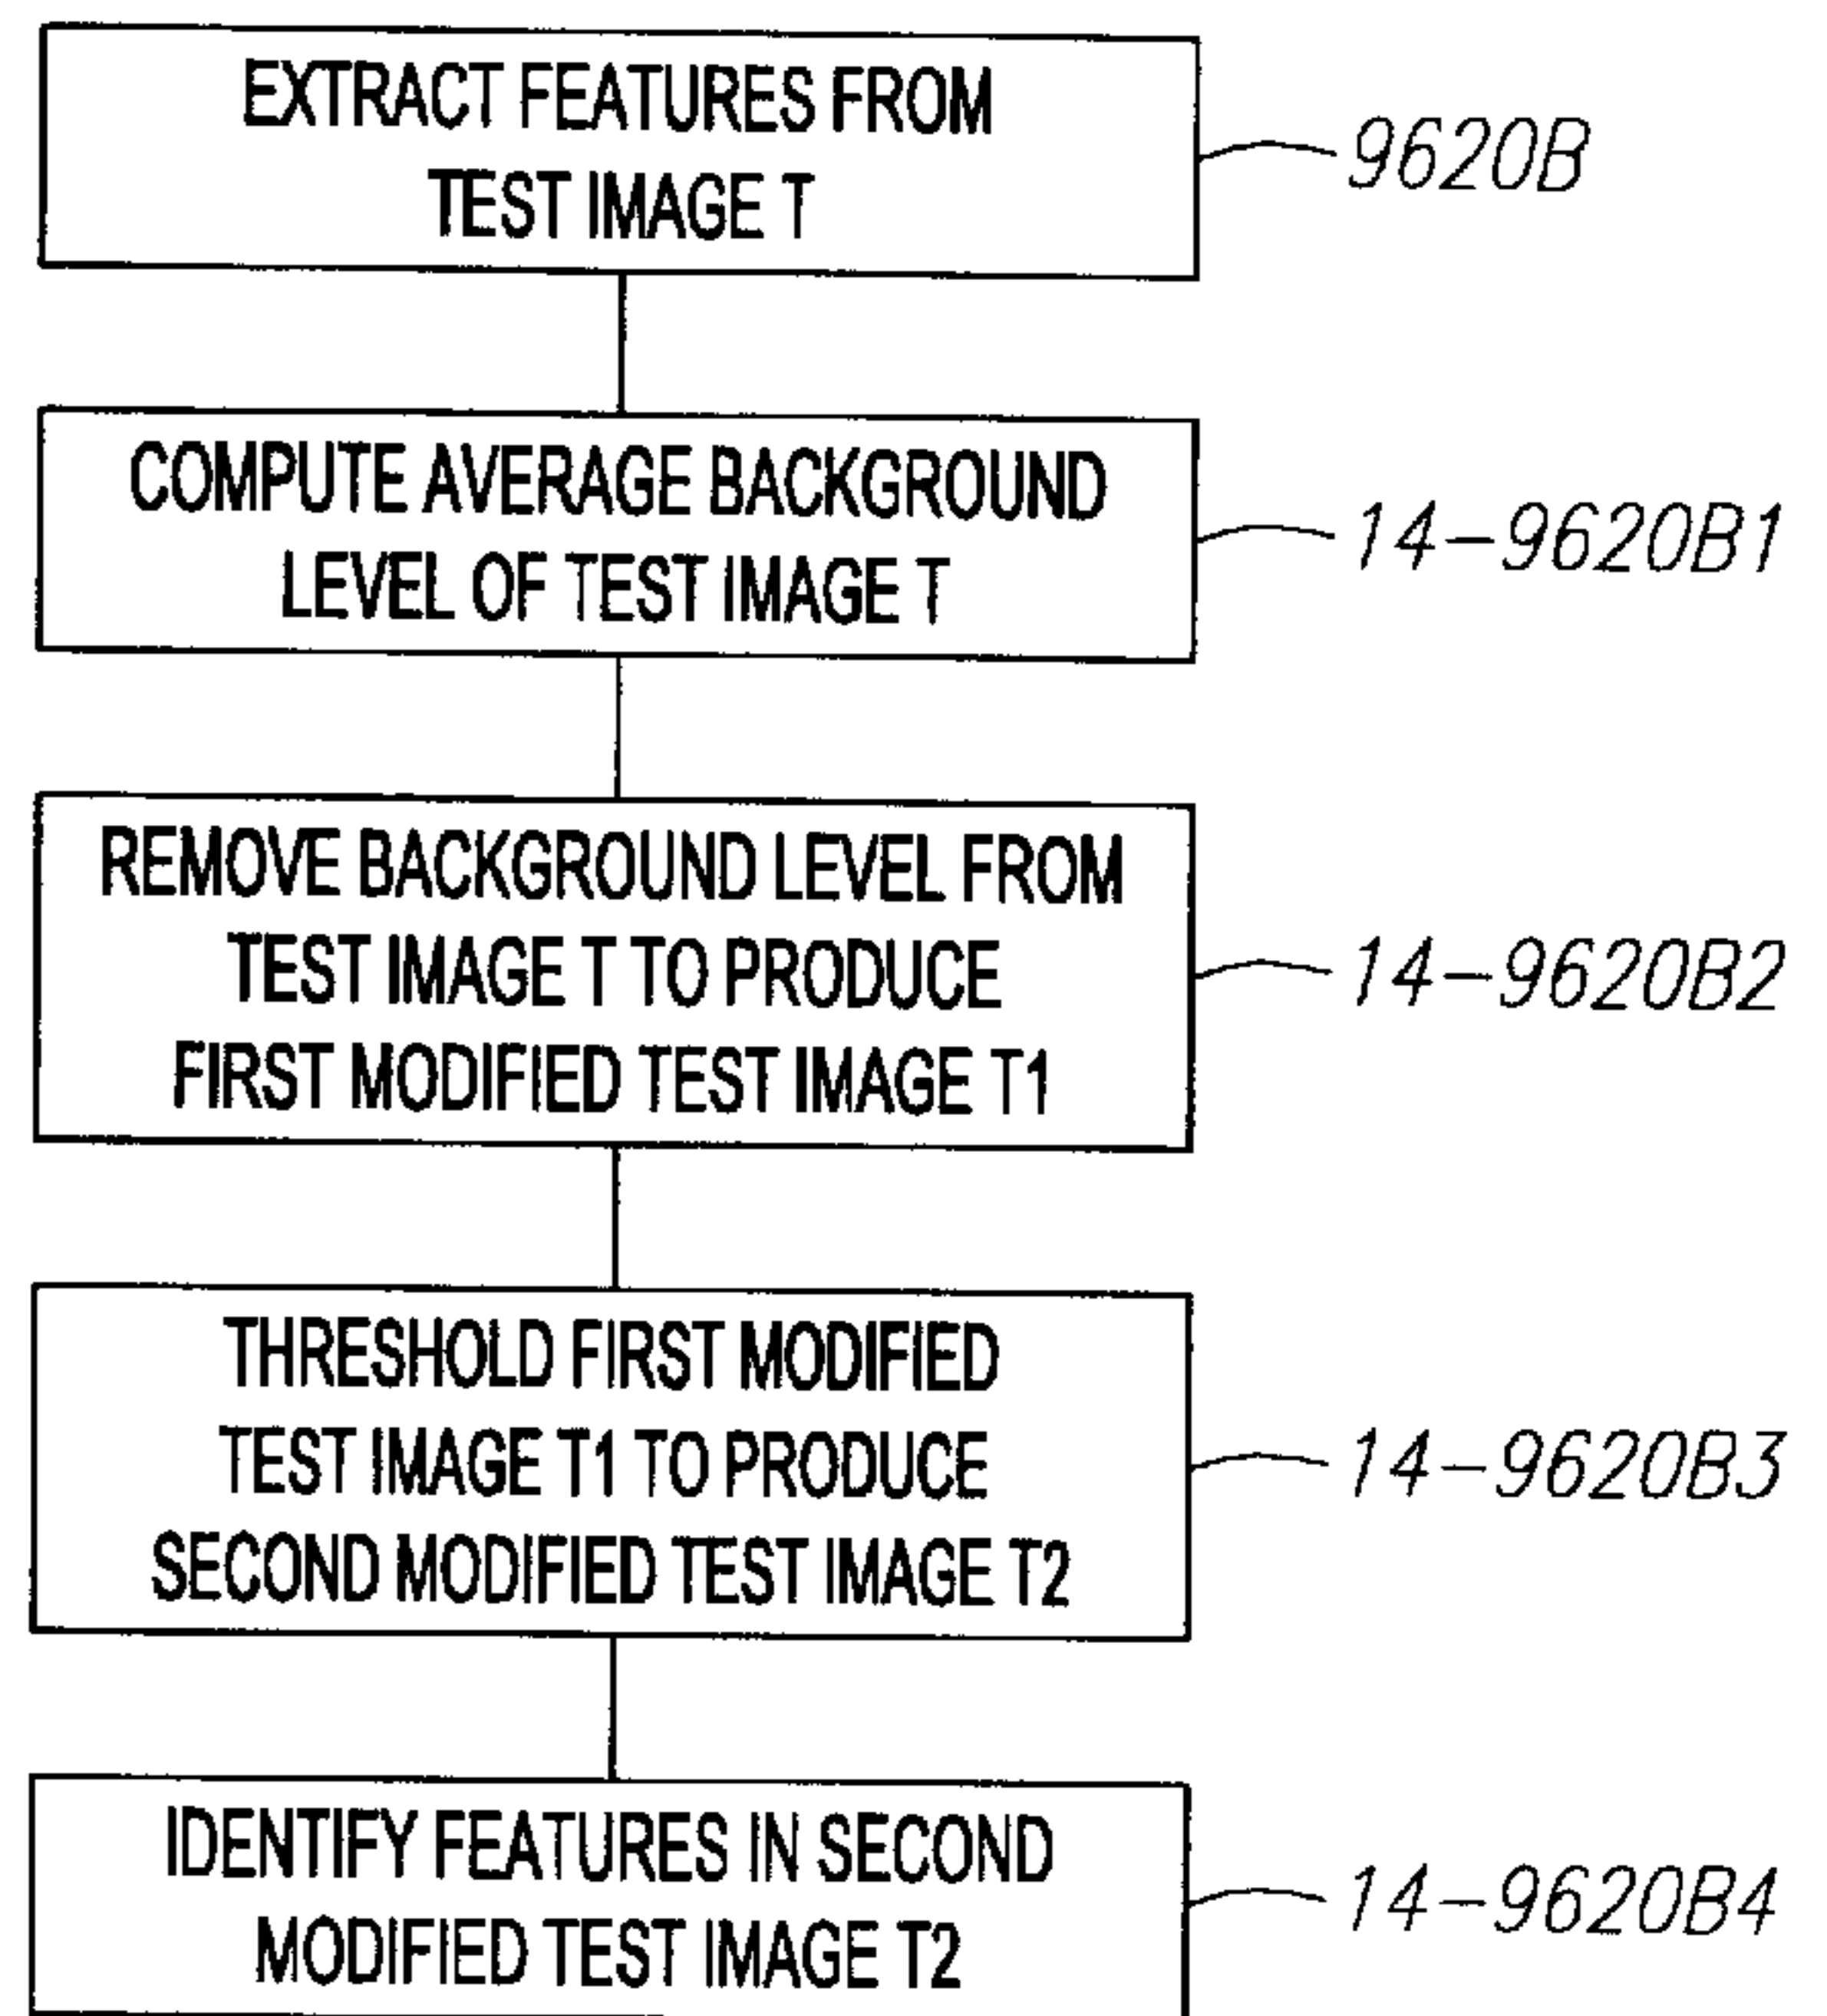 EXTRACT FEATURES FROM
TEST IMAGE T
9620B
COMPUTE AVERAGE BACKGROUND
LEVEL OF TEST IMAGE T
14-9620B1
REMOVE BACKGROUND LEVEL FROM
TEST IMAGE T TO PRODUCE
FIRST MODIFIED TEST IMAGE T1
14-9620B2
THRESHOLD FIRST MODIFIED
TEST IMAGE T1 TO PRODUCE
SECOND MODIFIED TEST IMAGE T2
14-9620B3
IDENTIFY FEATURES IN SECOND
MODIFIED TEST IMAGE T2
14-9620B4